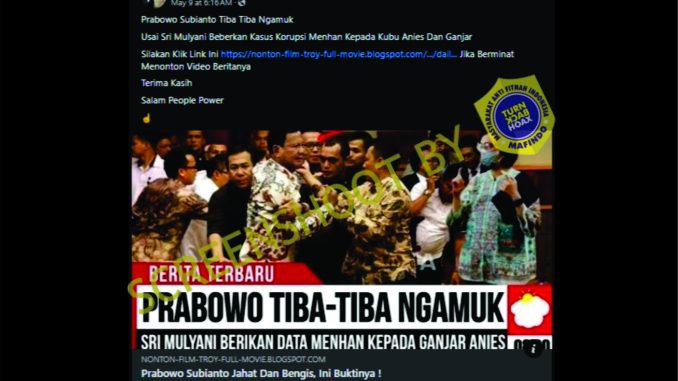 May 9 at 6:16 AM
Prabowo Subianto Tiba Tiba Ngamuk
Usai Sri Mulyani Beberkan Kasus Korupsi Menhan Kepada Kubu Anies Dan Ganjar
Silakan Klik Link Ini https://nonton-film-troy-full-movie.blogspot.com/.../dail... Jika Berminat
Menonton Video Beritanya
Terima Kasih
Salam People Power
MASYARAKAT ANTI FITNAH INDONESIA
TURN
BACK
HOAX
MAFINDO
SCREENSHOOT BY
BERITA TERBARU
PRABOWO TIBA-TIBA NGAMUK
SRI MULYANI BERIKAN DATA MENHAN KEPADA GANJAR ANIES
NONTON-FILM-TROY-FULL-MOVIE.BLOGSPOT.COM
Prabowo Subianto Jahat Dan Bengis, Ini Buktinya !